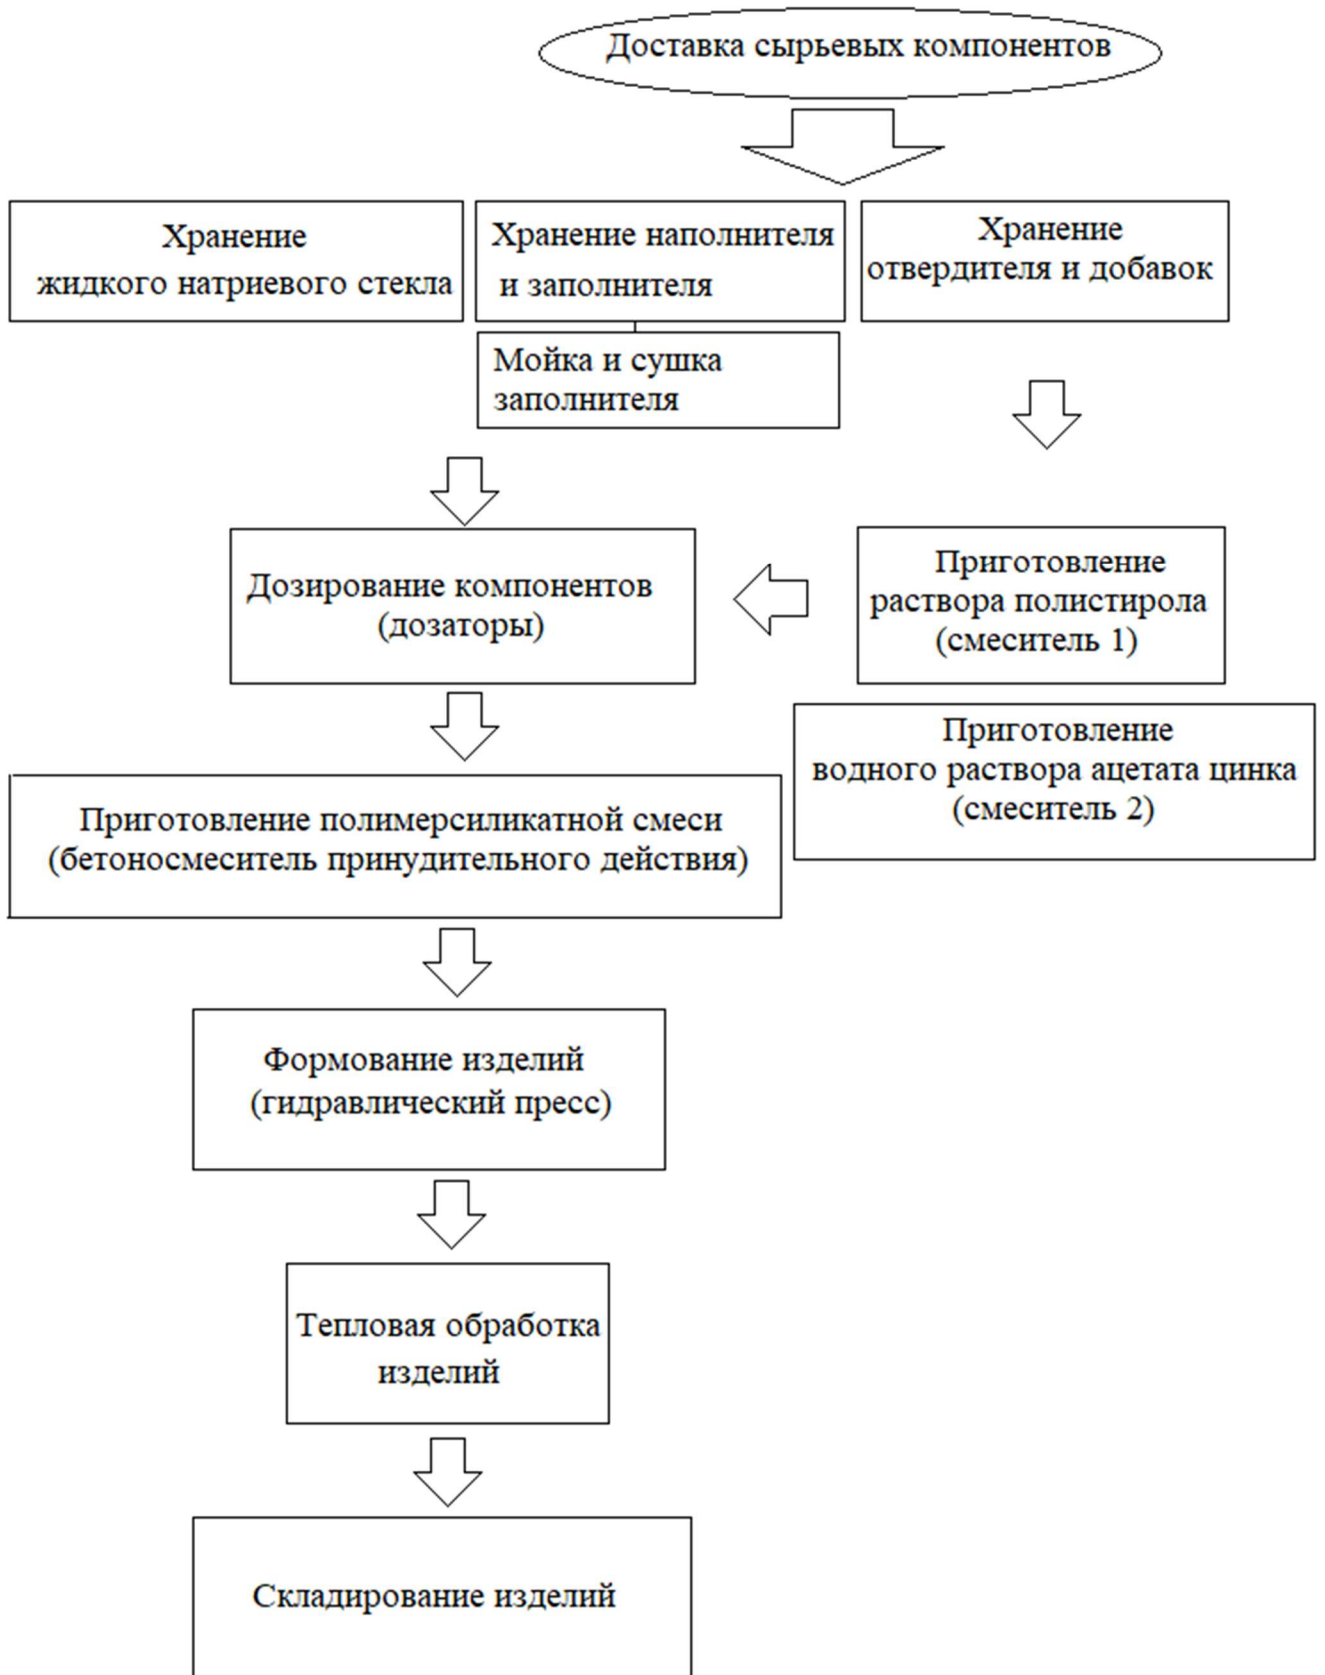 Доставка сырьевых компонентов
Хранение
жидкого натриевого стекла
Хранение наполнителя
и заполнителя
Хранение
отвердителя и добавок
Мойка и сушка
заполнителя
Дозирование компонентов
(дозаторы)
Приготовление
раствора полистирола
(смеситель 1)
Приготовление
водного раствора ацетата цинка
(смеситель 2)
Приготовление полимерсиликатной смеси
(бетоносмеситель принудительного действия)
Формование изделий
(гидравлический пресс)
Тепловая обработка
изделий
Складирование изделий